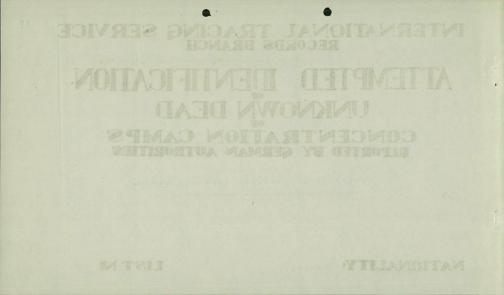 INTERNATIONAL TRACING SERVICE
RECORDS BRANCH
ATTEMPTED IDENTIFICATION
OF
UNKNOWN DEAD
OF
CONCENTRATION CAMPS
REPORTED BY GERMAN AUTHORITIES
NATIONALITY: LIST №